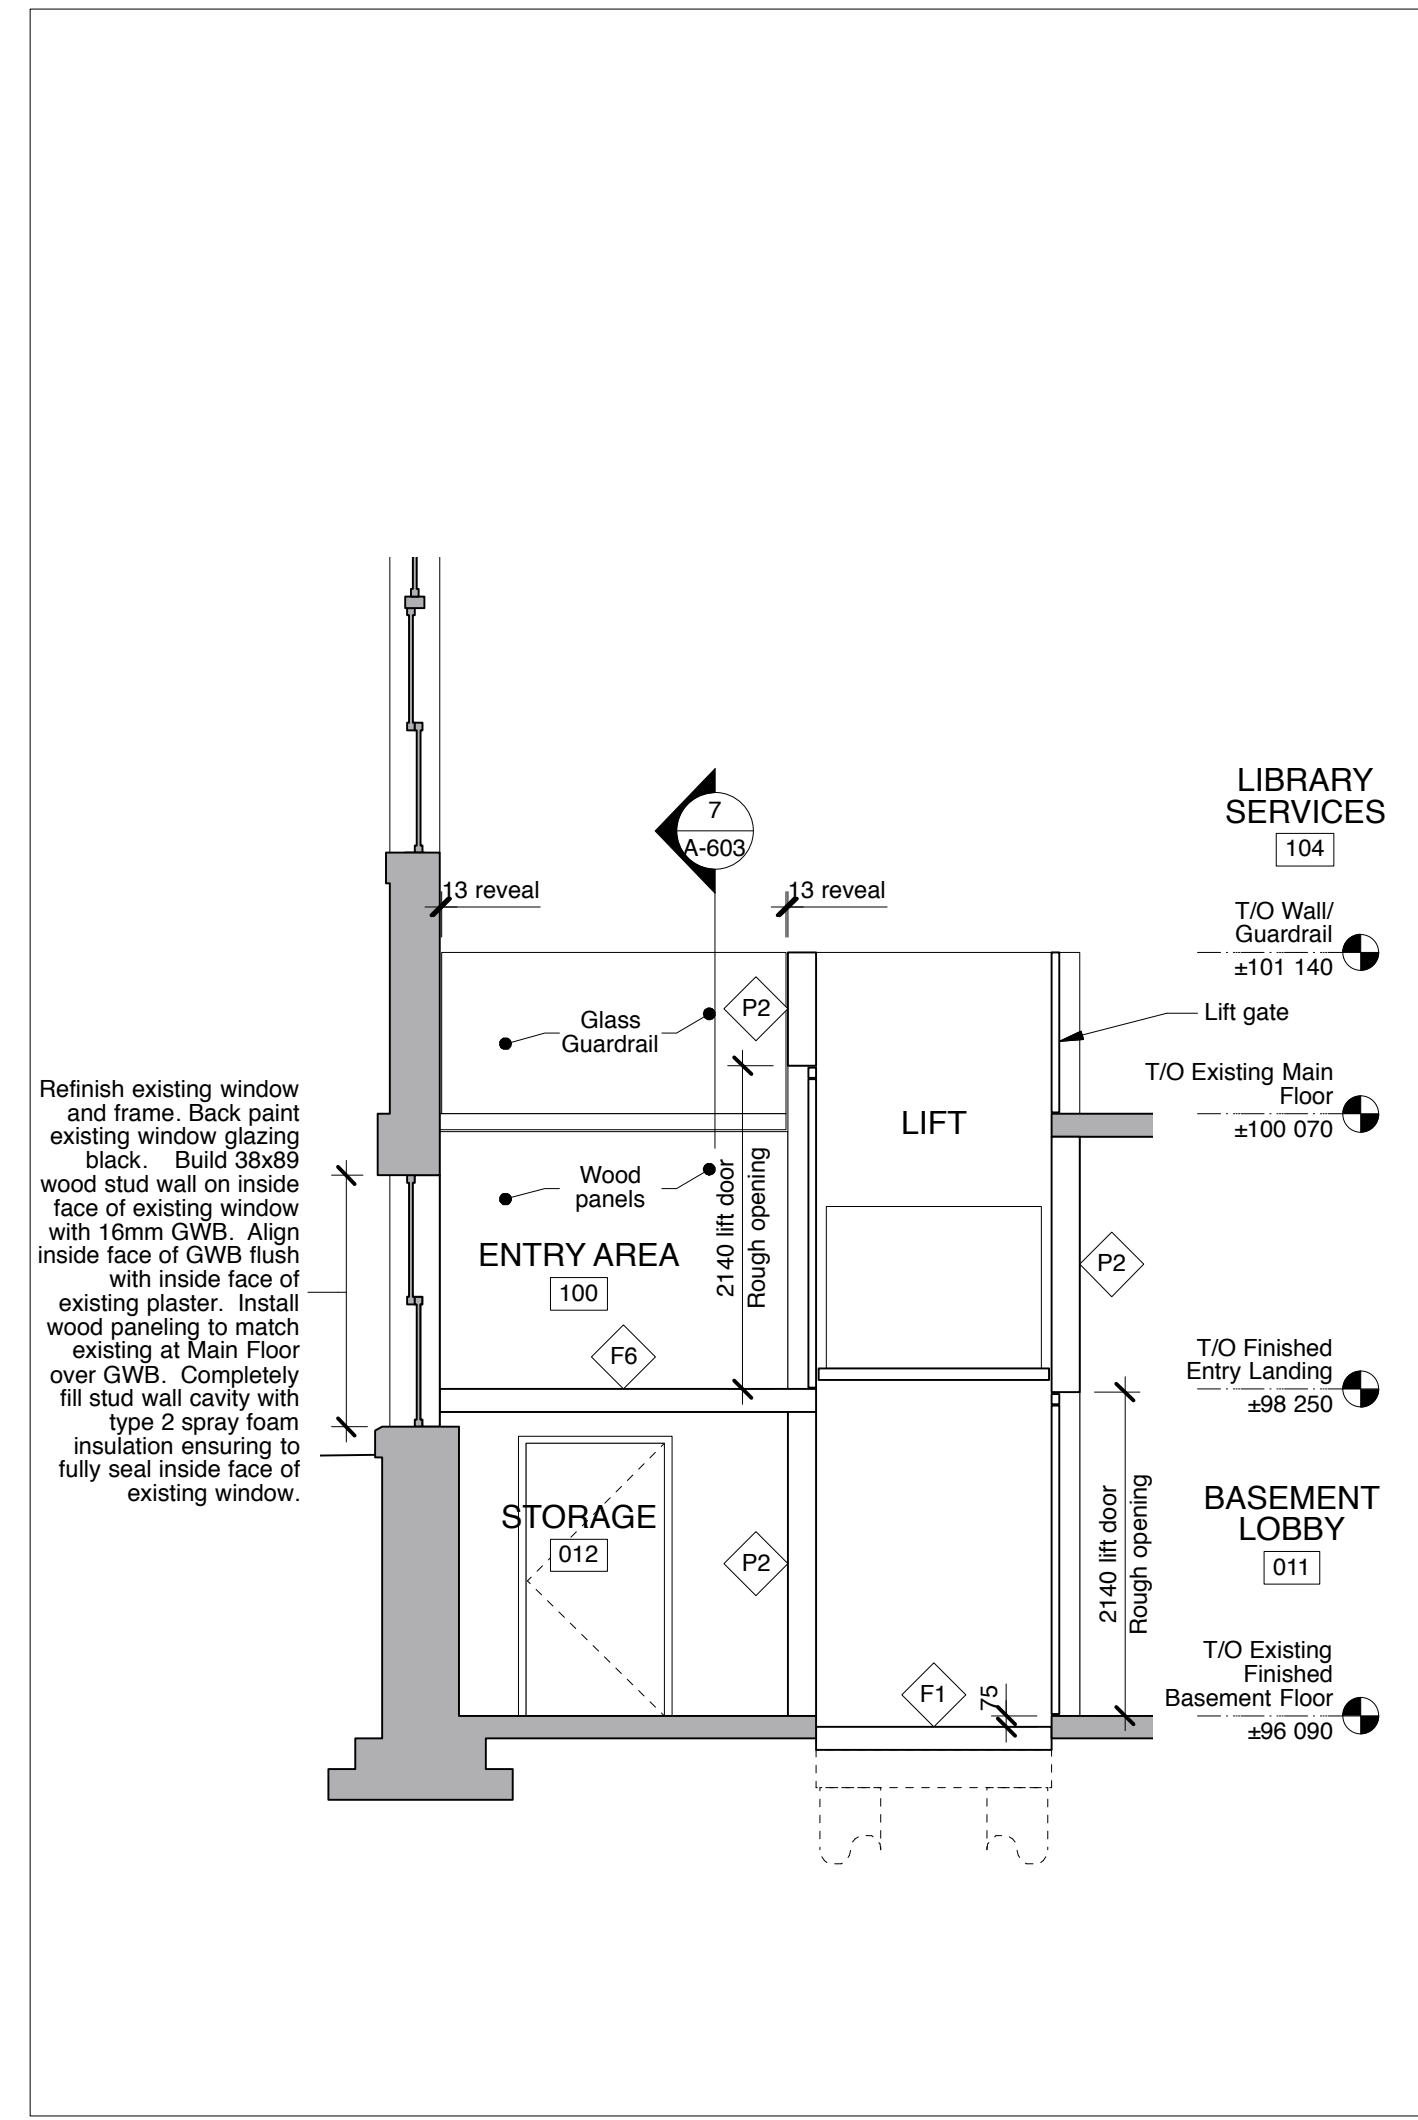 7
A-603
LIBRARY
SERVICES
104
13 reveal
13 reveal
T/O Wall/
Guardrail
±101 140
P2
Glass
Guardrail
Lift gate
T/O Existing Main
Floor
±100 070
LIFT
Refinish existing window
and frame. Back paint
existing window glazing
black. Build 38x89
wood stud wall on inside
face of existing window
with 16mm GWB. Align
inside face of GWB flush
with inside face of
existing plaster. Install
wood paneling to match
existing at Main Floor
over GWB. Completely
fill stud wall cavity with
type 2 spray foam
insulation ensuring to
fully seal inside face of
existing window.
Wood
panels
2140 lift door
Rough opening
ENTRY AREA
100
P2
F6
T/O Finished
Entry Landing
±98 250
STORAGE
012
P2
2140 lift door
Rough opening
BASEMENT
LOBBY
011
F1
75
T/O Existing
Finished
Basement Floor
±96 090